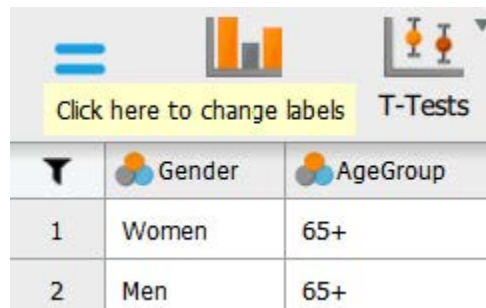 Click here to change labels
T-Tests
Gender AgeGroup
1 Women 65+
2 Men 65+